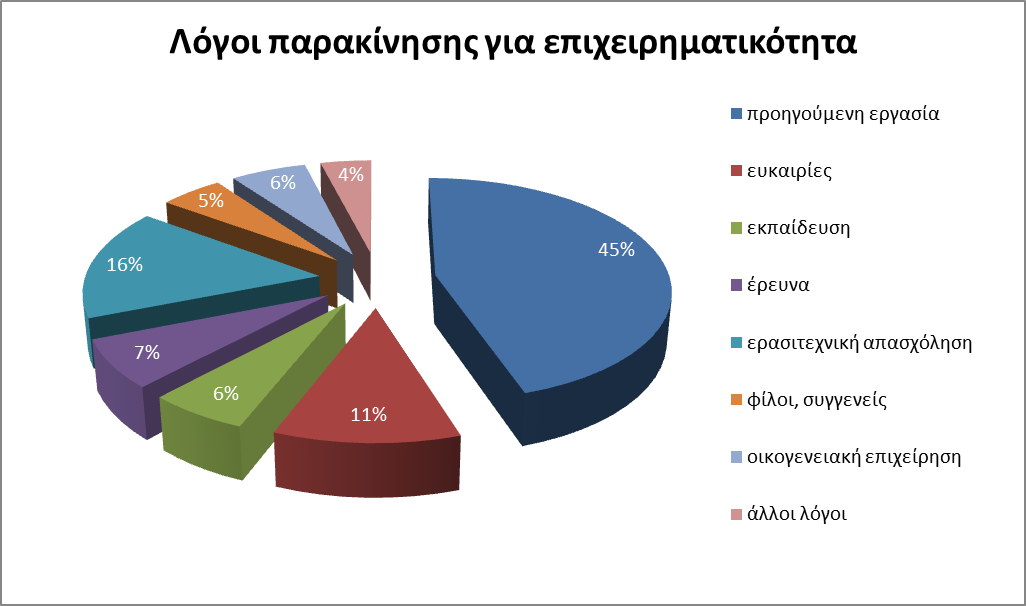 Λόγοι παρακίνησης για επιχειρηματικότητα
προηγούμενη εργασία
ευκαιρίες
εκπαίδευση
έρευνα
ερασιτεχνική απασχόληση
φίλοι, συγγενείς
οικογενειακή επιχείρηση
άλλοι λόγοι
45%
11%
6%
7%
16%
5%
6%
4%